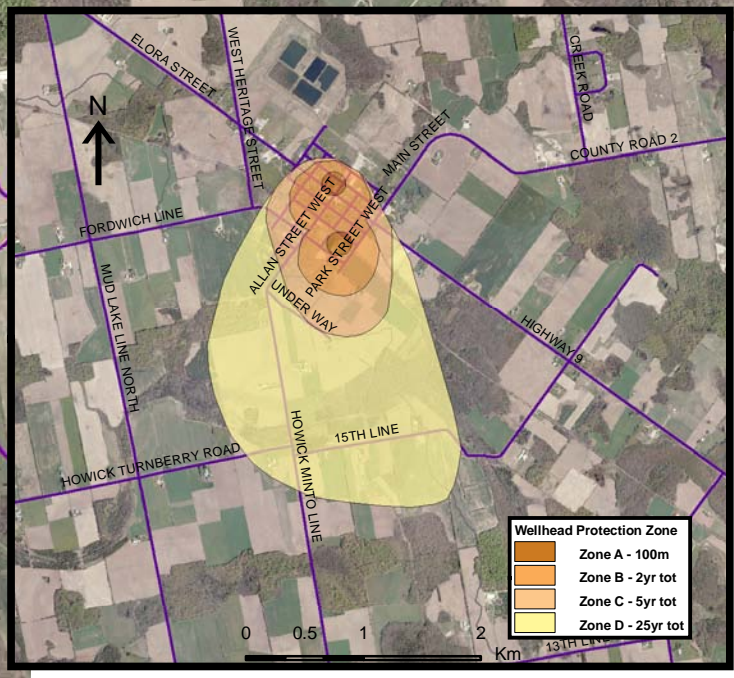 ELORA STREET
WEST HERITAGE STREET
CREEK ROAD
N
MAIN STREET
COUNTY ROAD 2
FORDWICH LINE
ALLAN STREET WEST
PARK STREET WEST
UNDER WAY
MUD LAKE LINE NORTH
HIGHWAY 9
15TH LINE
HOWICK TURNBERRY ROAD
HOWICK MINTO LINE
Wellhead Protection Zone
Zone A - 100m
Zone B - 2yr tot
Zone C - 5yr tot
Zone D - 25yr tot
0 0.5 1 2
Km
13TH LINE